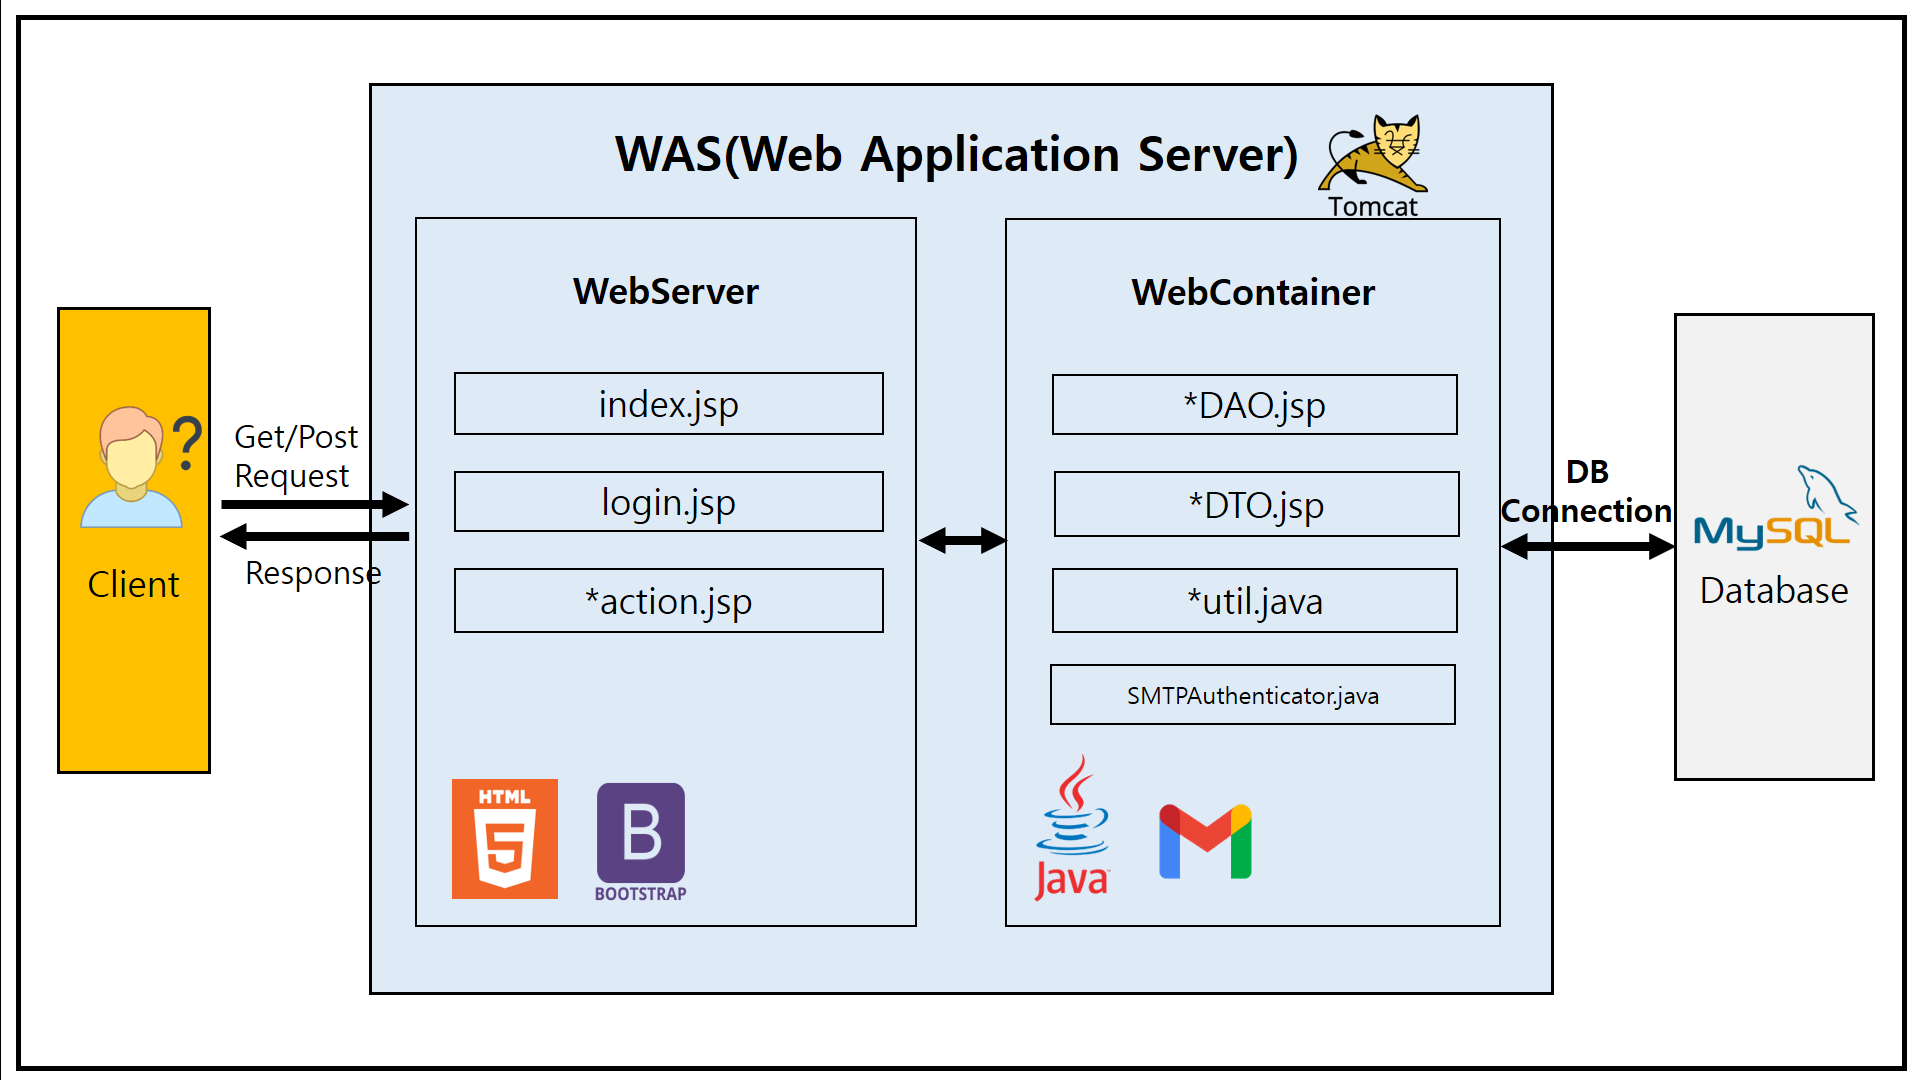 WAS(Web Application Server)
Tomcat
WebServer
index.jsp
login.jsp
*action.jsp
HTML
5
B
BOOTSTRAP
WebContainer
*DAO.jsp
*DTO.jsp
*util.java
SMTPAuthenticator.java
Java
?
Client
Get/Post
Request
Response
DB
Connection
MySQL
Database